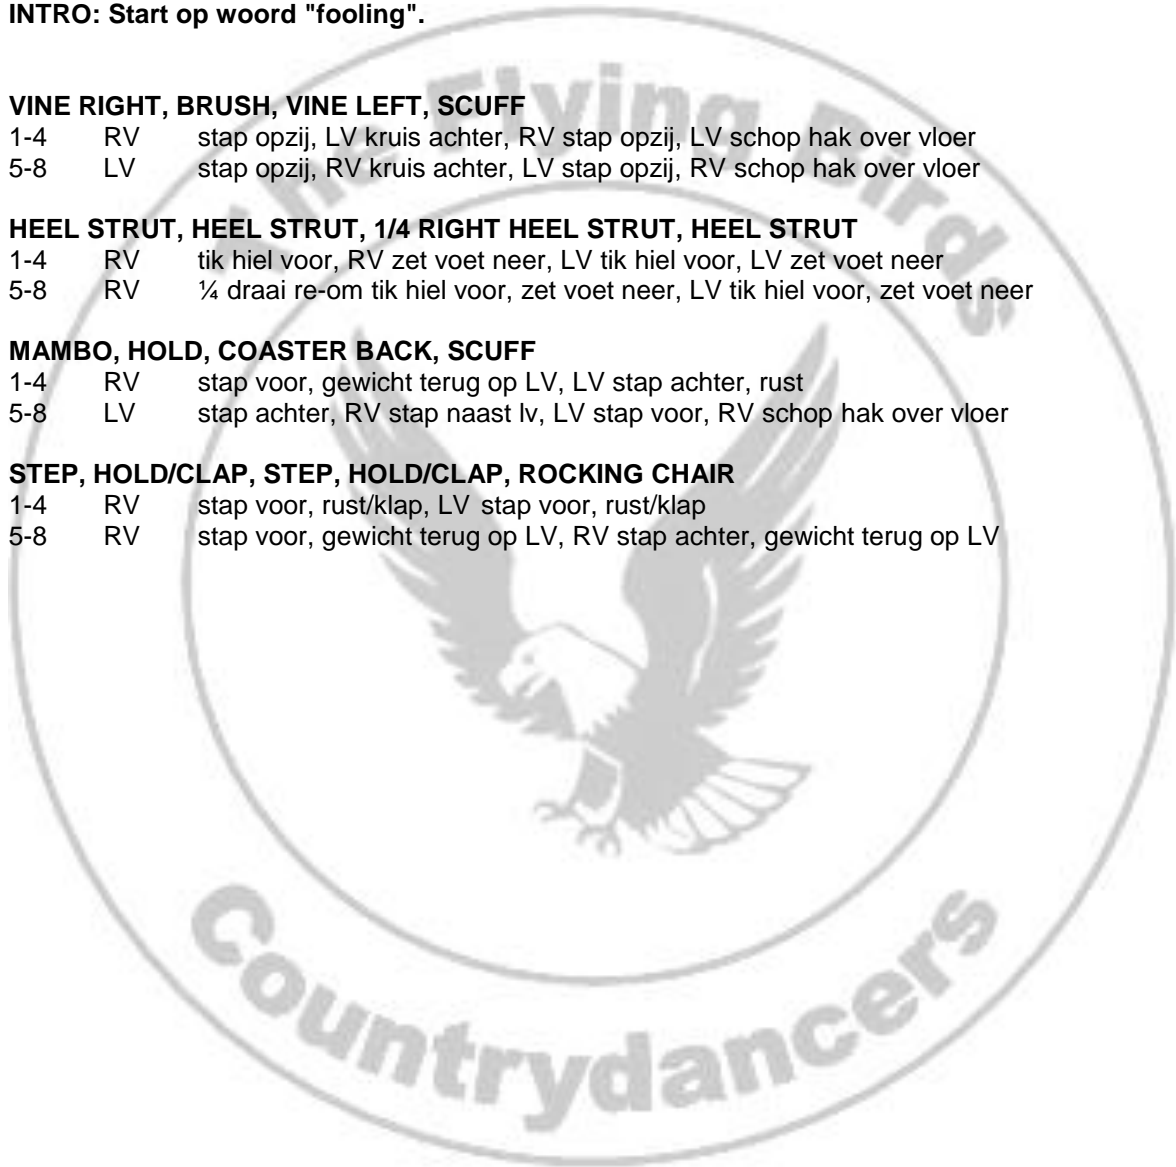 INTRO: Start op woord "fooling".
VINE RIGHT, BRUSH, VINE LEFT, SCUFF
1-4 RV stap opzij, LV kruis achter, RV stap opzij, LV schop hak over vloer
5-8 LV stap opzij, RV kruis achter, LV stap opzij, RV schop hak over vloer
HEEL STRUT, HEEL STRUT, 1/4 RIGHT HEEL STRUT, HEEL STRUT
1-4 RV tik hiel voor, RV zet voet neer, LV tik hiel voor, LV zet voet neer
5-8 RV ¼ draai re-om tik hiel voor, zet voet neer, LV tik hiel voor, zet voet neer
MAMBO, HOLD, COASTER BACK, SCUFF
1-4 RV stap voor, gewicht terug op LV, LV stap achter, rust
5-8 LV stap achter, RV stap naast lv, LV stap voor, RV schop hak over vloer
STEP, HOLD/CLAP, STEP, HOLD/CLAP, ROCKING CHAIR
1-4 RV stap voor, rust/klap, LV stap voor, rust/klap
5-8 RV stap voor, gewicht terug op LV, RV stap achter, gewicht terug op LV
The Flying Birds
Countrydancers